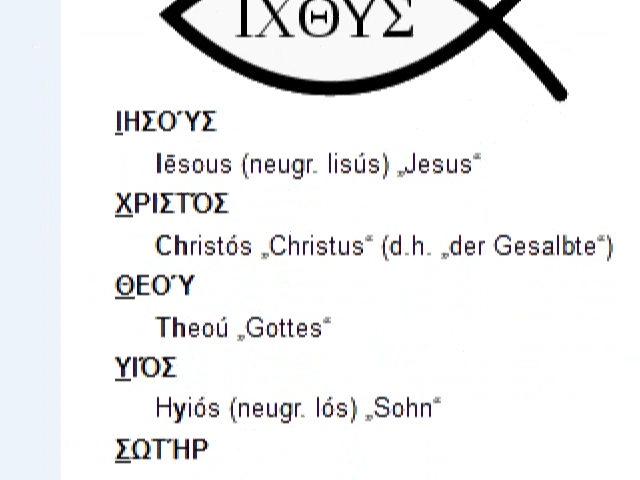 ΙΧΘΥΣ
ΙΗΣΟΎΣ
Iēsous (neugr. Iisús) „Jesus“
ΧΡΙΣΤΌΣ
Christós „Christus“ (d.h. „der Gesalbte“)
ΘΕΟΎ
Theoú „Gottes“
ΥΙΌΣ
Hyiós (neugr. Iós) „Sohn“
ΣΩΤΉΡ